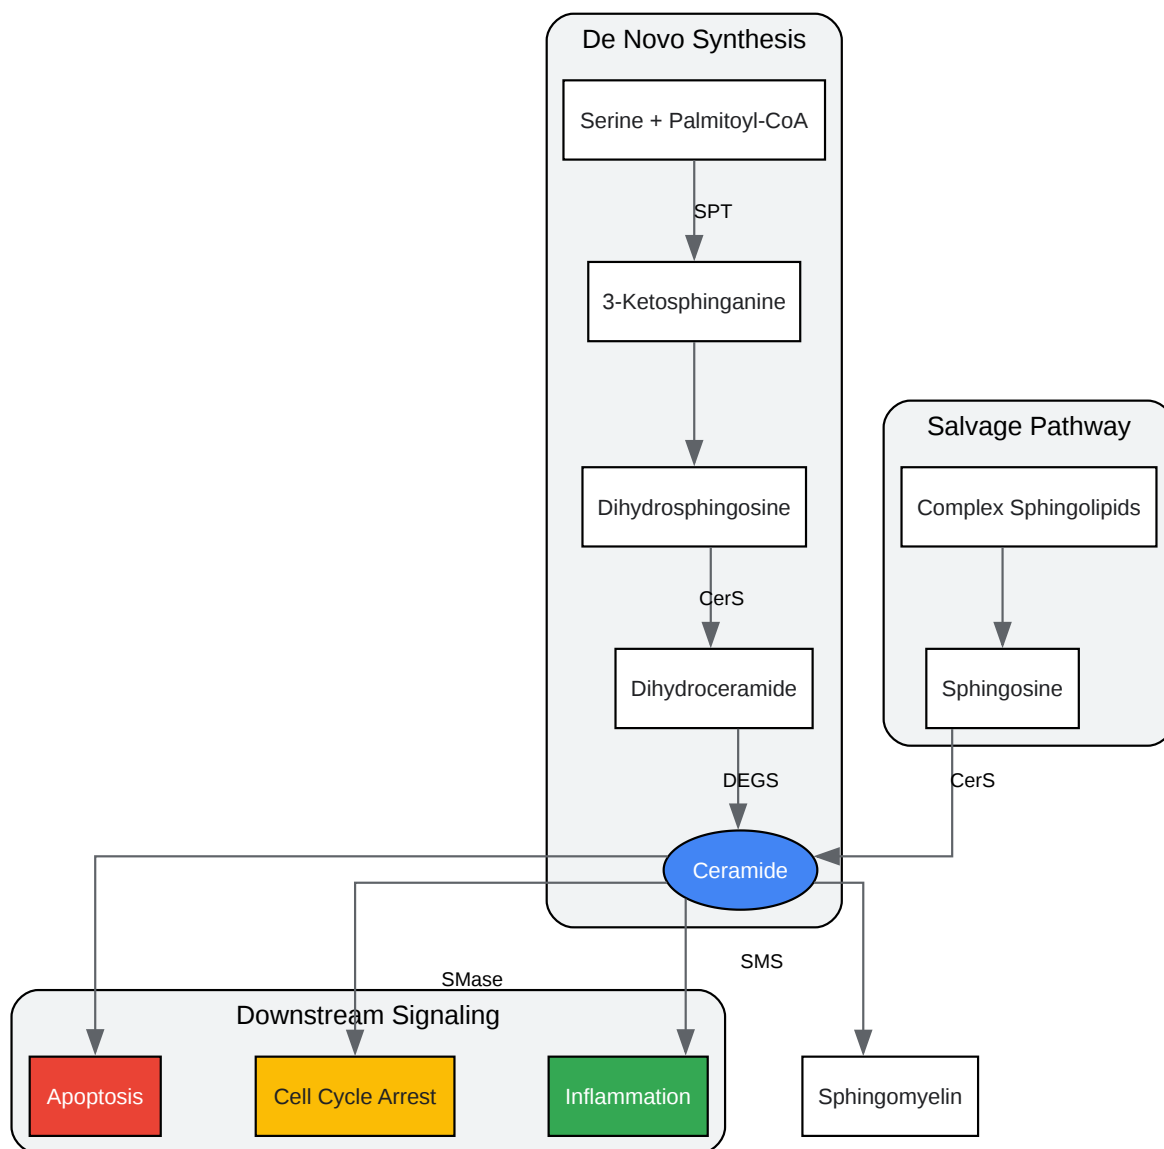 De Novo Synthesis
Serine + Palmitoyl-CoA
SPT
3-Ketosphinganine
Salvage Pathway
Dihydrosphingosine
Complex Sphingolipids
CerS
Dihydroceramide
Sphingosine
DEGS
CerS
Ceramide
SMS
SMase
Downstream Signaling
Apoptosis
Cell Cycle Arrest
Inflammation
Sphingomyelin